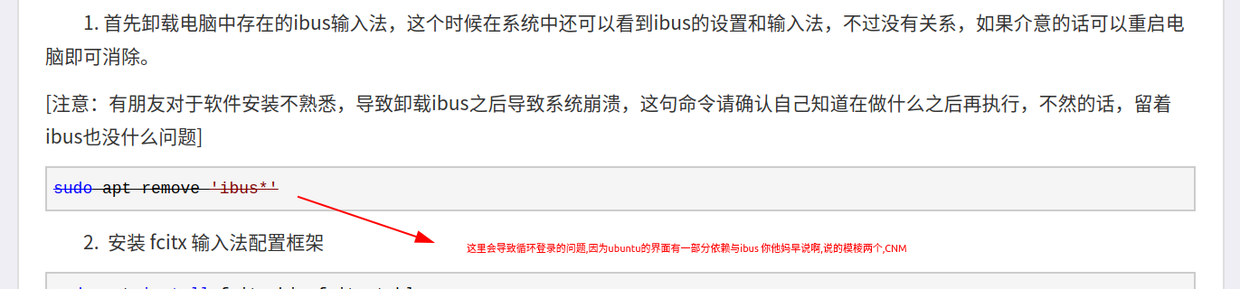 1. 首先卸载电脑中存在的ibus输入法，这个时候在系统中还可以看到ibus的设置和输入法，不过没有关系，如果介意的话可以重启电
脑即可消除。
[注意：有朋友对于软件安装不熟悉，导致卸载ibus之后导致系统崩溃，这句命令请确认自己知道在做什么之后再执行，不然的话，留着
ibus也没什么问题]
sudo apt remove 'ibus*'
2. 安装 fcitx 输入法配置框架
这里会导致循环登录的问题,因为ubuntu的界面有一部分依赖与ibus 你他妈早说啊,说的模棱两个,CNM